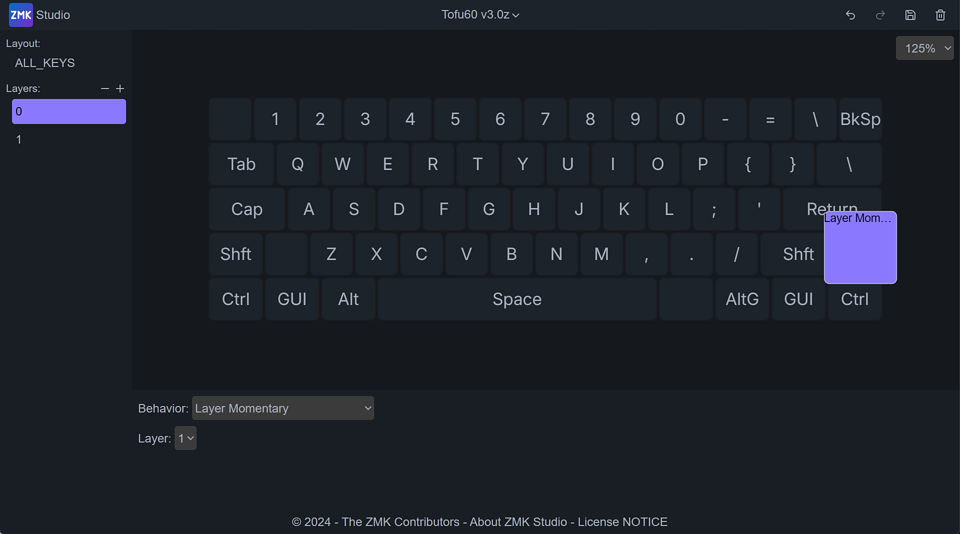 ZMK Studio Tofu60 v3.0z
Layout:
ALL_KEYS
125%
Layers: − +
0
1
1 2 3 4 5 6 7 8 9 0 - = \ BkSp
Tab Q W E R T Y U I O P { } \
Cap A S D F G H J K L ; ' Return
Layer Mom...
Shft Z X C V B N M , . / Shft
Ctrl GUI Alt Space AltG GUI Ctrl
Behavior: Layer Momentary
Layer: 1
© 2024 - The ZMK Contributors - About ZMK Studio - License NOTICE